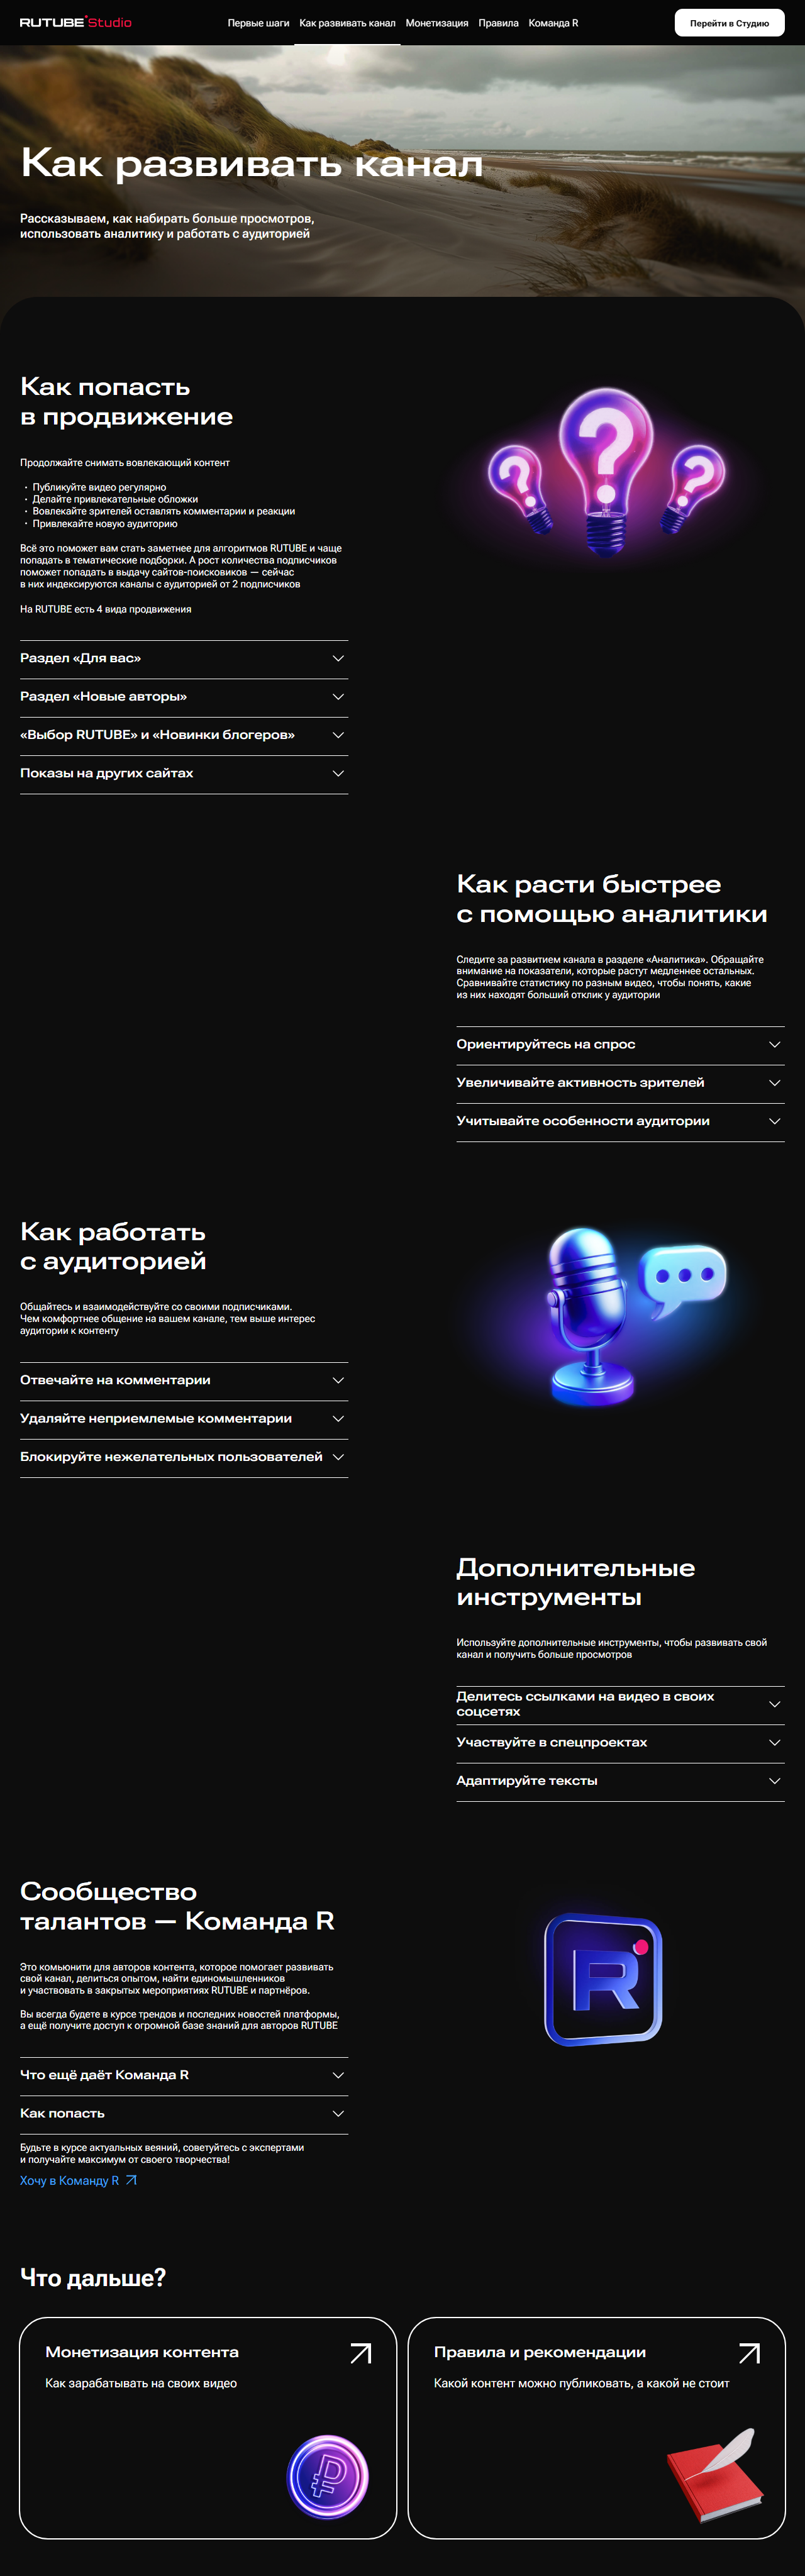 RUTUBE Studio
Первые шаги
Как развивать канал
Монетизация
Правила
Команда R
Перейти в Студию
Как развивать канал
Рассказываем, как набирать больше просмотров,
использовать аналитику и работать с аудиторией
Как попасть
в продвижение
Продолжайте снимать вовлекающий контент
· Публикуйте видео регулярно
· Делайте привлекательные обложки
· Вовлекайте зрителей оставлять комментарии и реакции
· Привлекайте новую аудиторию
Всё это поможет вам стать заметнее для алгоритмов RUTUBE и чаще
попадать в тематические подборки. А рост количества подписчиков
поможет попадать в выдачу сайтов-поисковиков — сейчас
в них индексируются каналы с аудиторией от 2 подписчиков
На RUTUBE есть 4 вида продвижения
Раздел «Для вас»
Раздел «Новые авторы»
«Выбор RUTUBE» и «Новинки блогеров»
Показы на других сайтах
Как расти быстрее
с помощью аналитики
Следите за развитием канала в разделе «Аналитика». Обращайте
внимание на показатели, которые растут медленнее остальных.
Сравнивайте статистику по разным видео, чтобы понять, какие
из них находят больший отклик у аудитории
Ориентируйтесь на спрос
Увеличивайте активность зрителей
Учитывайте особенности аудитории
Как работать
с аудиторией
Общайтесь и взаимодействуйте со своими подписчиками.
Чем комфортнее общение на вашем канале, тем выше интерес
аудитории к контенту
Отвечайте на комментарии
Удаляйте неприемлемые комментарии
Блокируйте нежелательных пользователей
Дополнительные
инструменты
Используйте дополнительные инструменты, чтобы развивать свой
канал и получить больше просмотров
Делитесь ссылками на видео в своих
соцсетях
Участвуйте в спецпроектах
Адаптируйте тексты
Сообщество
талантов — Команда R
Это комьюнити для авторов контента, которое помогает развивать
свой канал, делиться опытом, найти единомышленников
и участвовать в закрытых мероприятиях RUTUBE и партнёров.
Вы всегда будете в курсе трендов и последних новостей платформы,
а ещё получите доступ к огромной базе знаний для авторов RUTUBE
R
Что ещё даёт Команда R
Как попасть
Будьте в курсе актуальных веяний, советуйтесь с экспертами
и получайте максимум от своего творчества!
Хочу в Команду R
Что дальше?
Монетизация контента
Как зарабатывать на своих видео
Правила и рекомендации
Какой контент можно публиковать, а какой не стоит